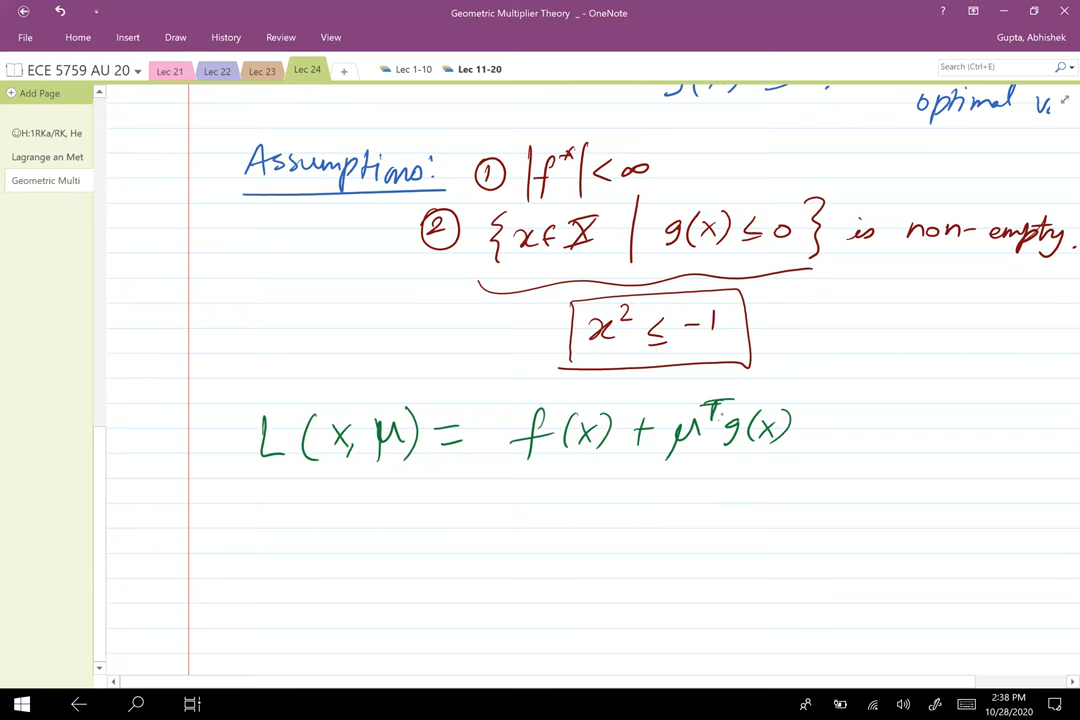 Geometric Multiplier Theory _ - OneNote
File Home Insert Draw History Review View
Gupta, Abhishek
ECE 5759 AU 20 Lec 21 Lec 22 Lec 23 Lec 24 + Lec 1-10 Lec 11-20
Search (Ctrl+E)
Add Page
optimal
H:1RKa/RK, He
Lagrange an Met
Geometric Multi
Assumptions: ① |f*| < ∞
② {x ∈ X | g(x) ≤ 0} is non-empty.
x² ≤ -1
L(x, μ) = f(x) + μᵀg(x)
2:38 PM
10/28/2020